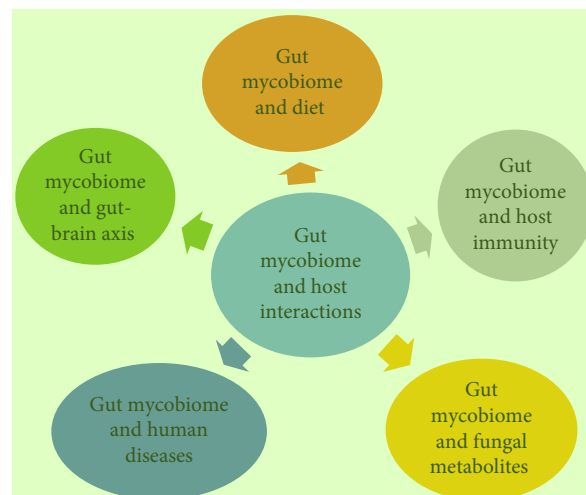 Gut
mycobiome
and diet
Gut
mycobiome
and gut-
brain axis
Gut
mycobiome
and host
immunity
Gut
mycobiome
and host
interactions
Gut mycobiome
and human
diseases
Gut
mycobiome
and fungal
metabolites